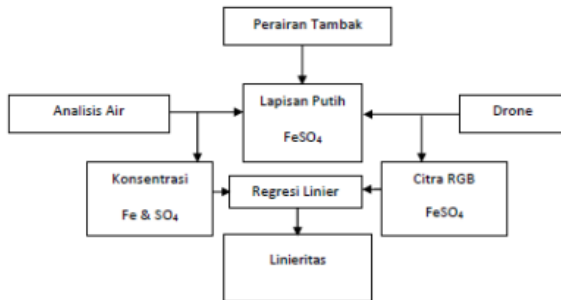 Perairan Tambak
Analisis Air
Lapisan Putih
FeSO₄
Drone
Konsentrasi
Fe & SO₄
Regresi Linier
Citra RGB
FeSO₄
Linieritas